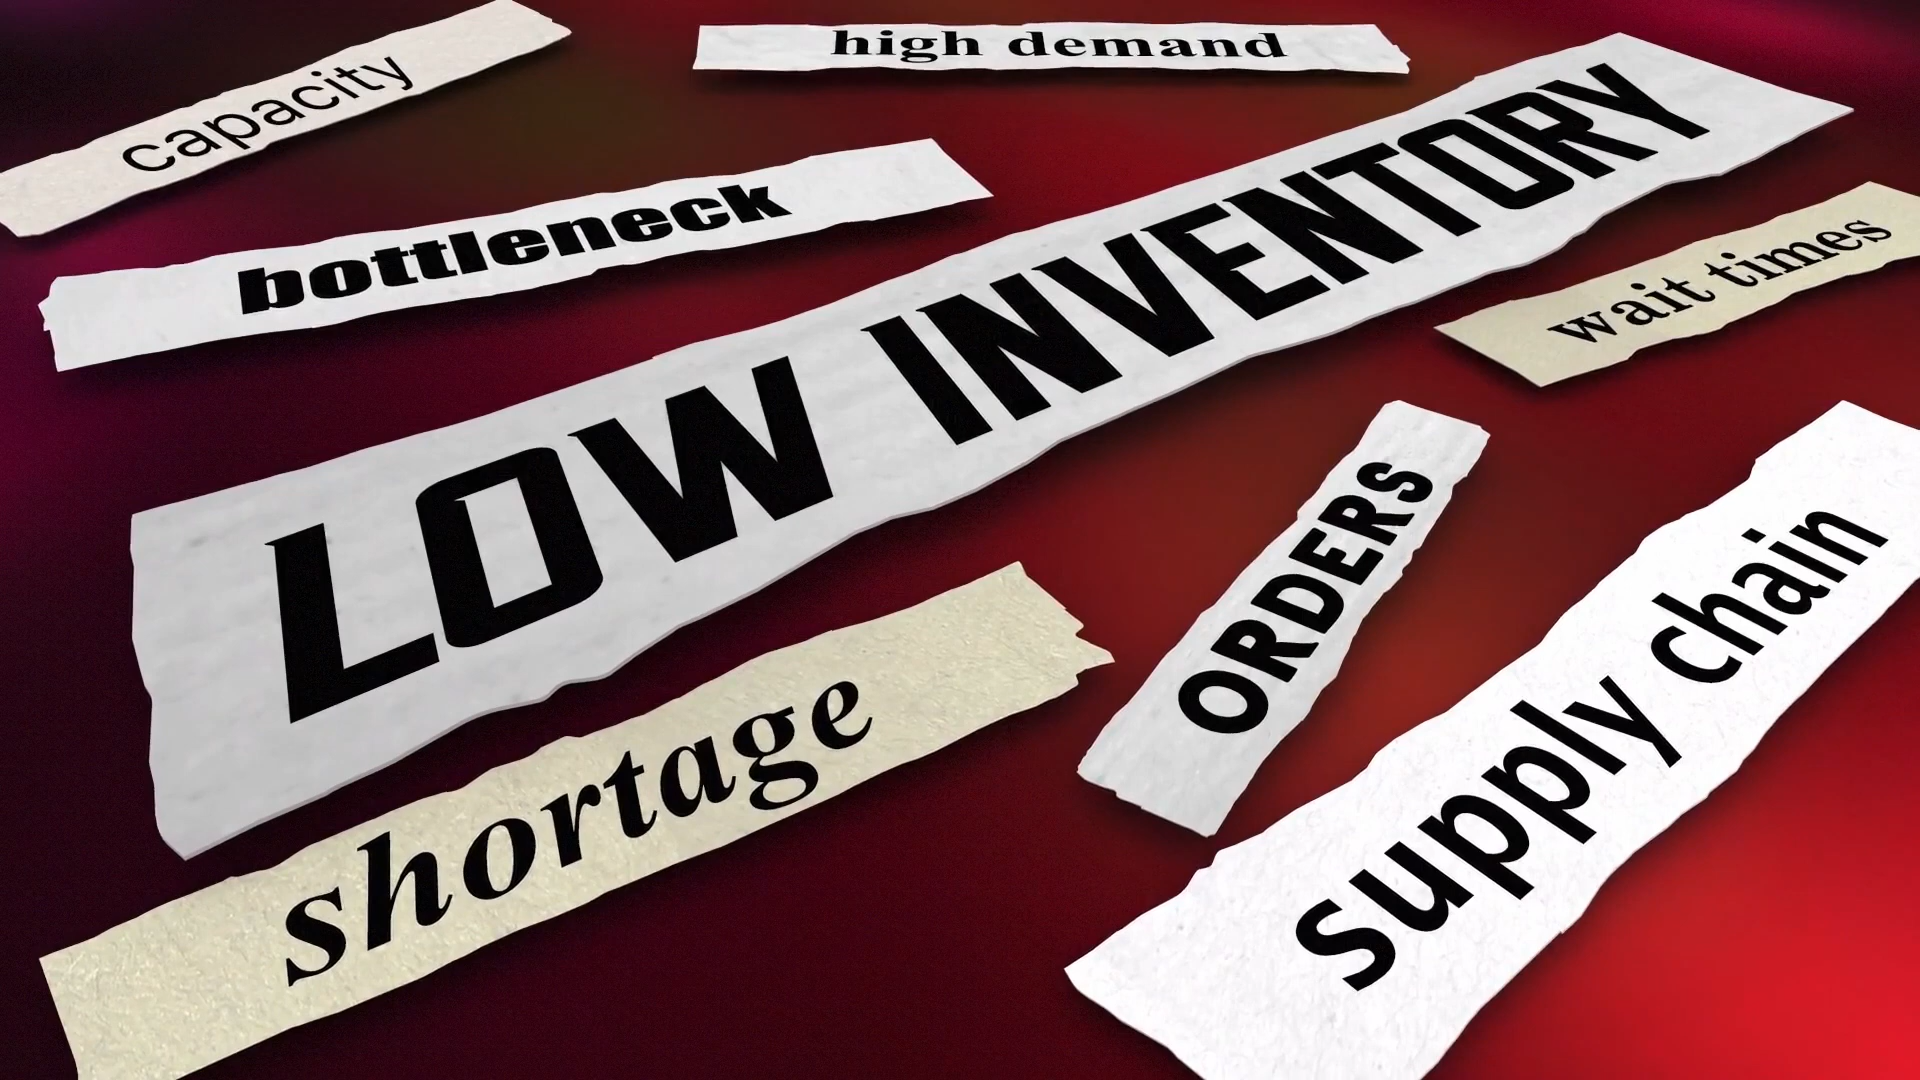 capacity
high demand
bottleneck
LOW INVENTORY
wait times
ORDERS
shortage
supply chain